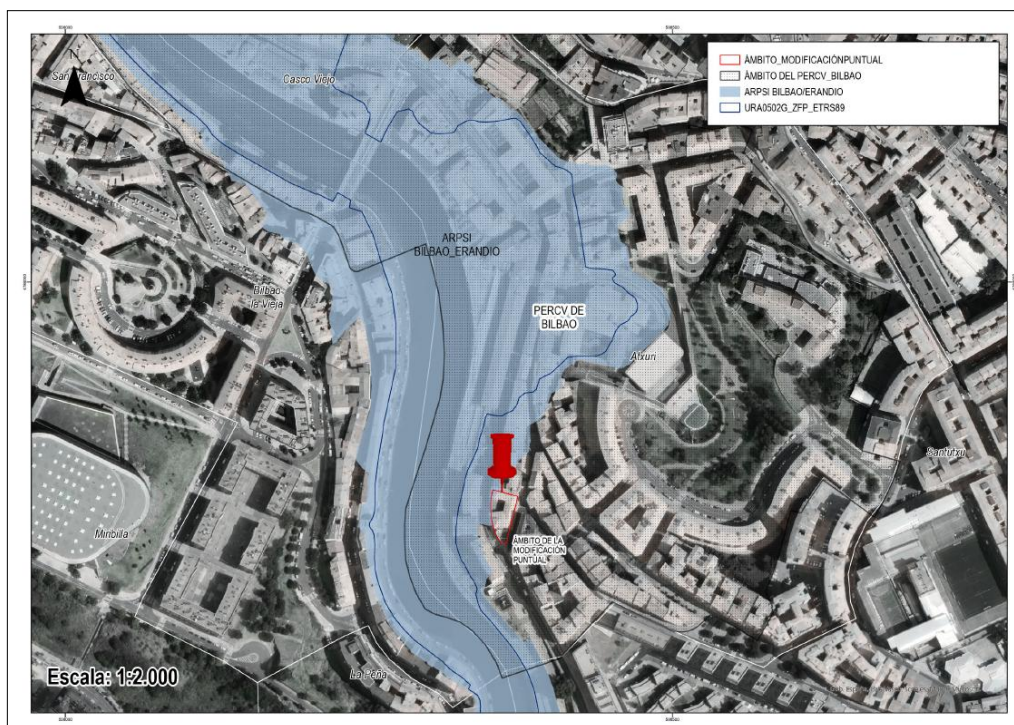 N
San Francisco
Casco Viejo
ÁMBITO_MODIFICACIÓNPUNTUAL
ÁMBITO DEL PERCV_BILBAO
ARPSI BILBAO/ERANDIO
URA0502G_ZFP_ETRS89
ARPSI
BILBAO_ERANDIO
Bilbao
la Vieja
PERCV DE
BILBAO
Atxuri
Santutxu
Miribilla
ÁMBITO DE LA
MODIFICACIÓN
PUNTUAL
La Peña
Escala: 1:2.000